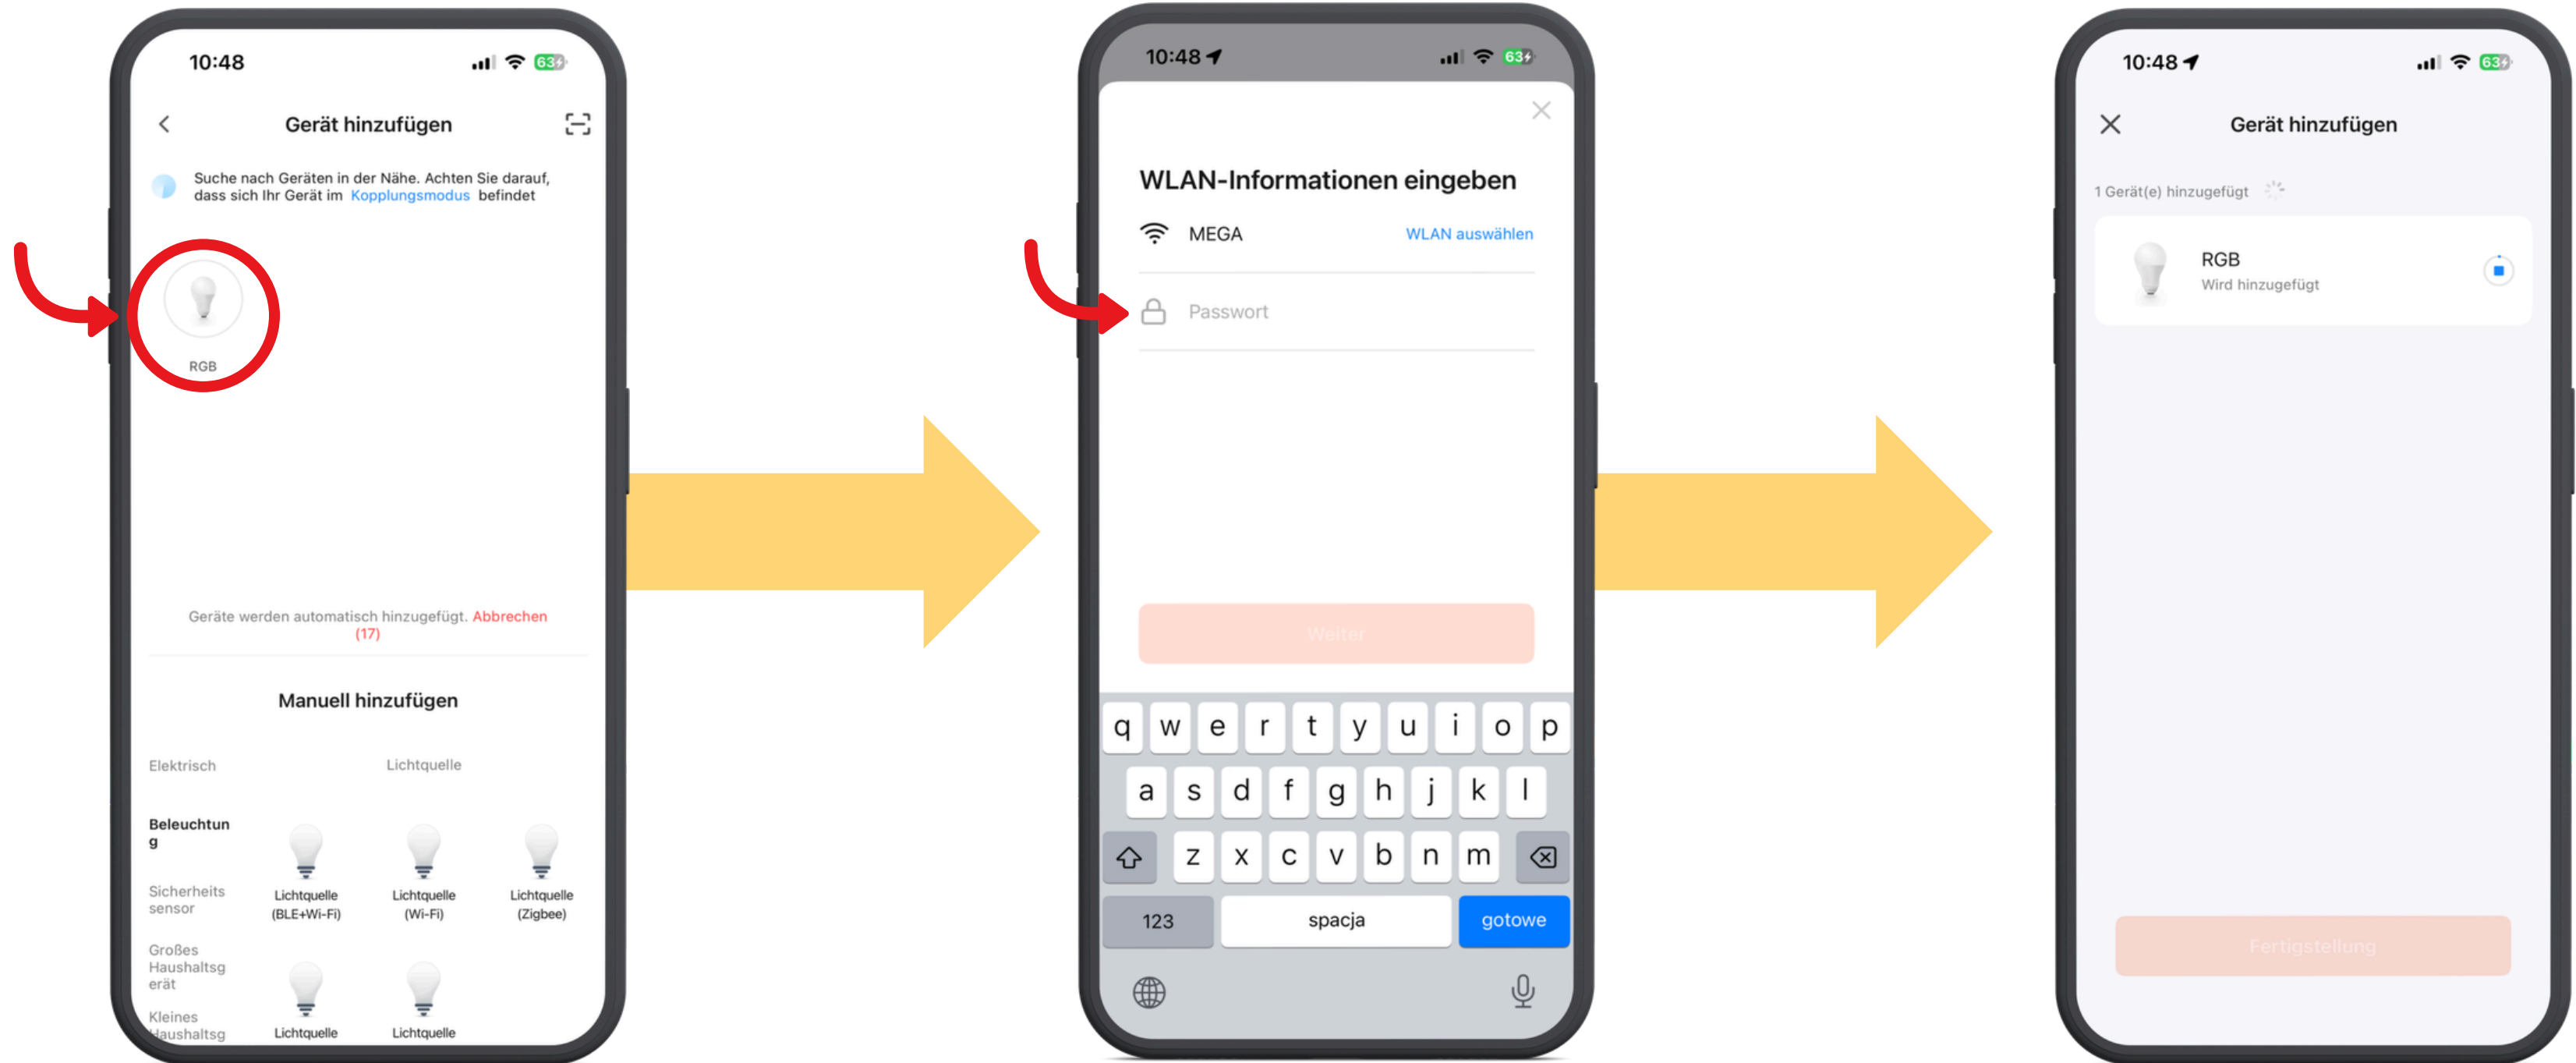 10:48
63
Gerät hinzufügen
Suche nach Geräten in der Nähe. Achten Sie darauf,
dass sich Ihr Gerät im Kopplungsmodus befindet
RGB
Geräte werden automatisch hinzugefügt. Abbrechen
(17)
Manuell hinzufügen
Elektrisch
Lichtquelle
Beleuchtun
g
Sicherheits
sensor
Großes
Haushaltsg
erät
Kleines
Haushaltsg
Lichtquelle
(BLE+Wi-Fi)
Lichtquelle
(Wi-Fi)
Lichtquelle
(Zigbee)
Lichtquelle
Lichtquelle
10:48
63
WLAN-Informationen eingeben
MEGA WLAN auswählen
Passwort
Weiter
q w e r t y u i o p
a s d f g h j k l
z x c v b n m
123 spacja gotowe
10:48
63
Gerät hinzufügen
1 Gerät(e) hinzugefügt
RGB
Wird hinzugefügt
Fertigstellung